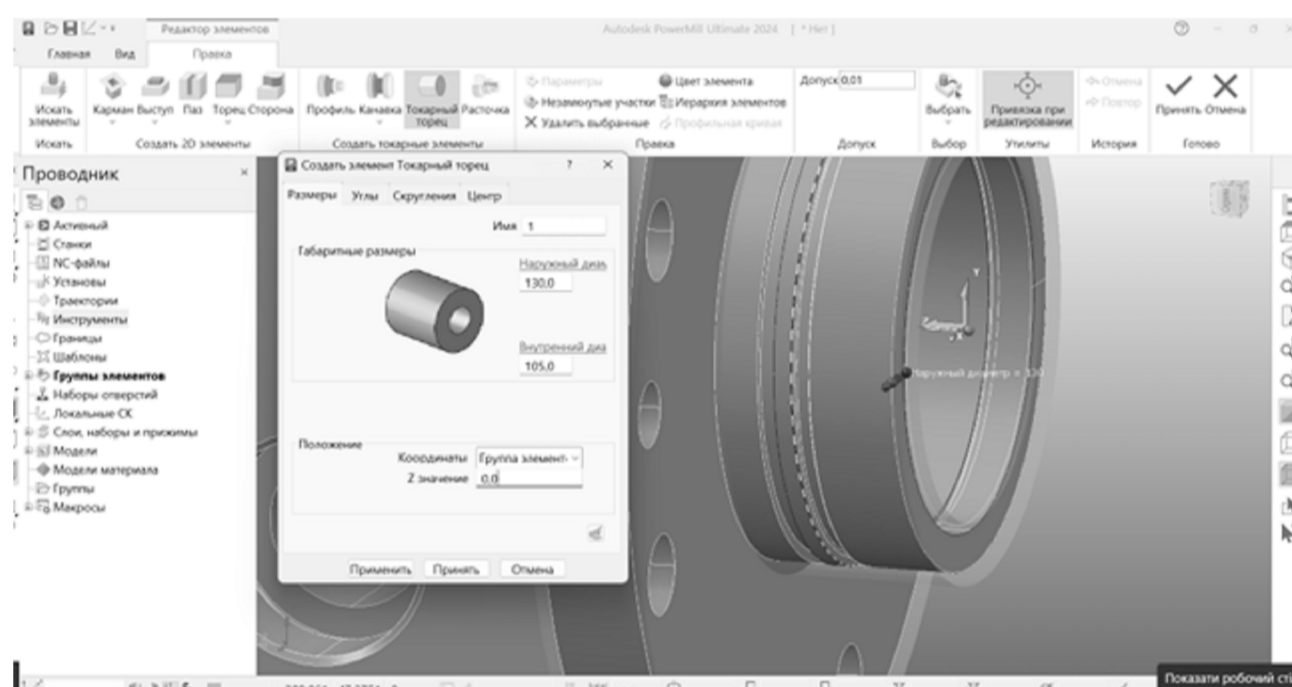 Редактор элементов
Autodesk PowerMill Ultimate 2024 [ * Нет ]
Главная Вид Правка
Искать элементы
Карман Выступ Паз Торец Сторона
Профиль Канавка Токарный торец Расточка
Параметры
Незамкнутые участки
Удалить выбранные
Цвет элемента
Иерархия элементов
Профильная кривая
Допуск 0,01
Выбрать
Привязка при редактировании
Отмена
Повтор
Принять Отмена
Искать Создать 2D элементы Создать токарные элементы Правка Допуск Выбор Утилиты История Готово
Проводник
Активный
Станки
NC-файлы
Установы
Траектории
Инструменты
Границы
Шаблоны
Группы элементов
Наборы отверстий
Локальные СК
Слои, наборы и прижимы
Модели
Модели материала
Группы
Макросы
Создать элемент Токарный торец ?
Размеры Углы Скругления Центр
Имя 1
Габаритные размеры
Наружный диам
130,0
Внутренний диа
105,0
Положение
Координаты Группа элемент
Z значение 0,0
Применить Принять Отмена
Y
X
Наружный диаметр = 130
Показати робочий сті